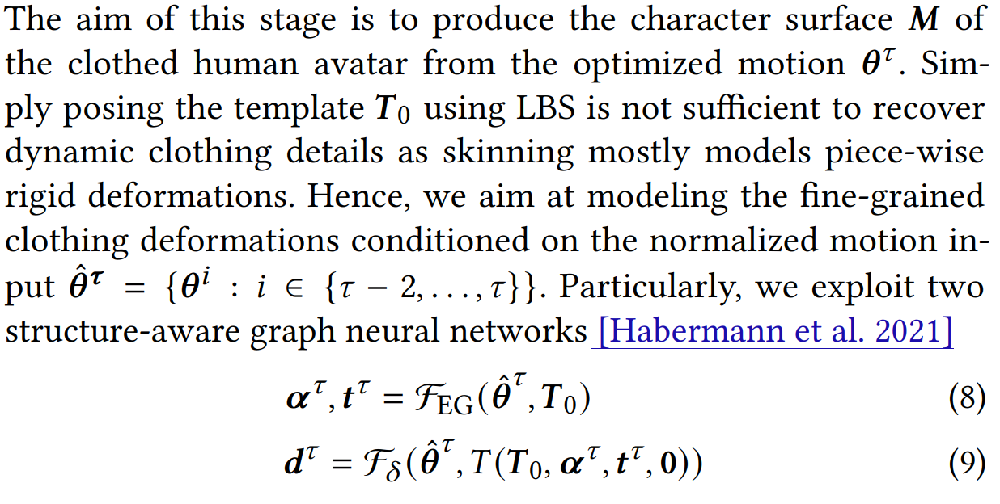 The aim of this stage is to produce the character surface M of
the clothed human avatar from the optimized motion θ^τ. Sim-
ply posing the template T₀ using LBS is not sufficient to recover
dynamic clothing details as skinning mostly models piece-wise
rigid deformations. Hence, we aim at modeling the fine-grained
clothing deformations conditioned on the normalized motion in-
put θ̂^τ = {θ^i : i ∈ {τ − 2, . . . , τ}}. Particularly, we exploit two
structure-aware graph neural networks [Habermann et al. 2021]
α^τ, t^τ = ℱ_EG(θ̂^τ, T₀) (8)
d^τ = ℱ_δ(θ̂^τ, T(T₀, α^τ, t^τ, 0)) (9)